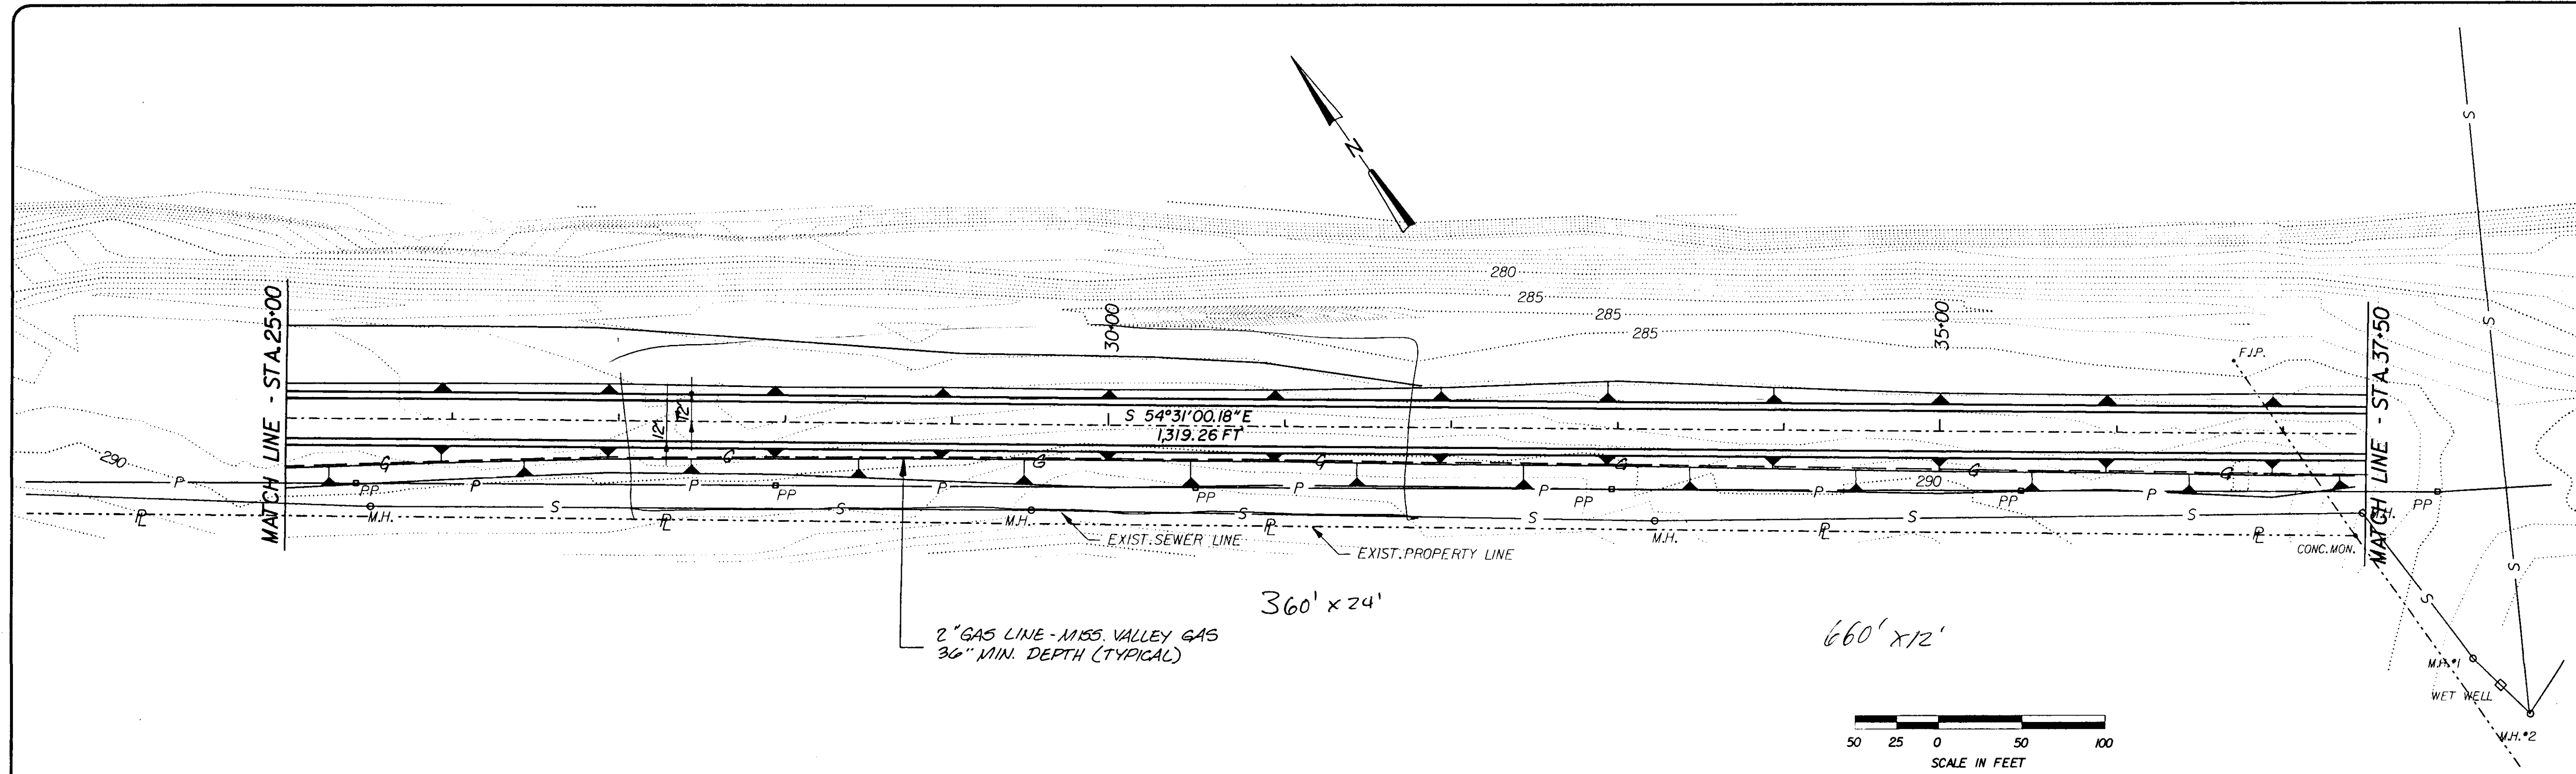 N
280
285
285
285
MATCH LINE - STA.25+00
30+00
35+00
MATCH LINE - STA.37+50
F.I.P.
12'
12'
S 54°31'00.18"E
1,319.26 FT
290
G
G
G
G
G
G
G
290
P
P
P
P
P
P
P
P
PP
PP
PP
PP
PP
PP
S
S
S
S
S
S
M.H.
M.H.
M.H.
M.H.
PL
PL
PL
PL
PL
EXIST. SEWER LINE
EXIST. PROPERTY LINE
CONC. MON.
S
S
S
S
360' x 24'
2" GAS LINE - MISS. VALLEY GAS
36" MIN. DEPTH (TYPICAL)
660' x 12'
M.H.#1
WET WELL
M.H.#2
50 25 0 50 100
SCALE IN FEET